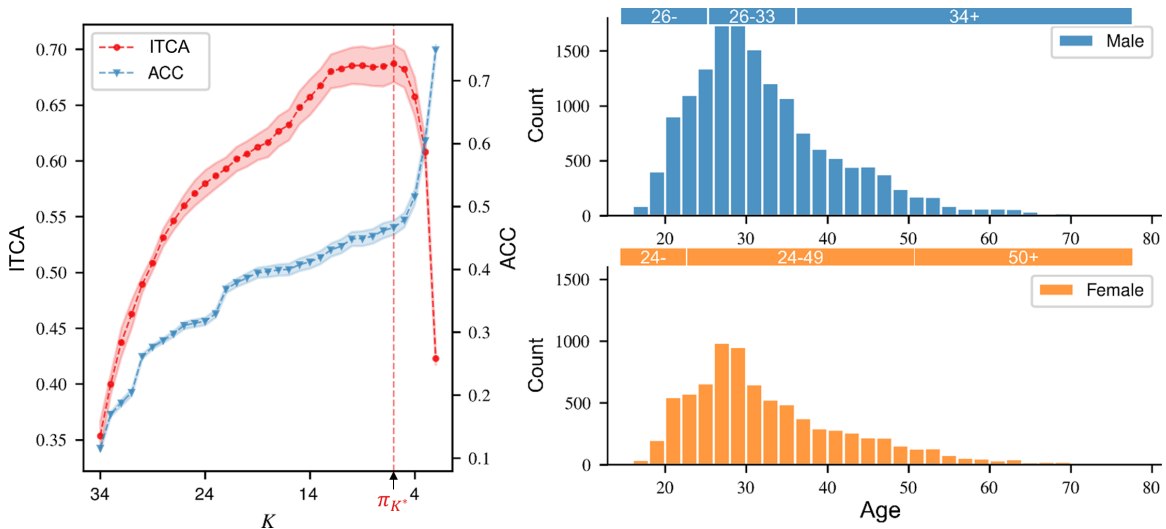 ITCA
ACC
0.70
0.65
0.60
0.55
0.50
0.45
0.40
0.35
ITCA
0.7
0.6
0.5
0.4
0.3
0.2
0.1
ACC
34 24 14 4
π_K*
K
26- 26-33 34+
Male
1500
1000
500
0
Count
20 30 40 50 60 70 80
24- 24-49 50+
Female
1500
1000
500
0
Count
20 30 40 50 60 70 80
Age